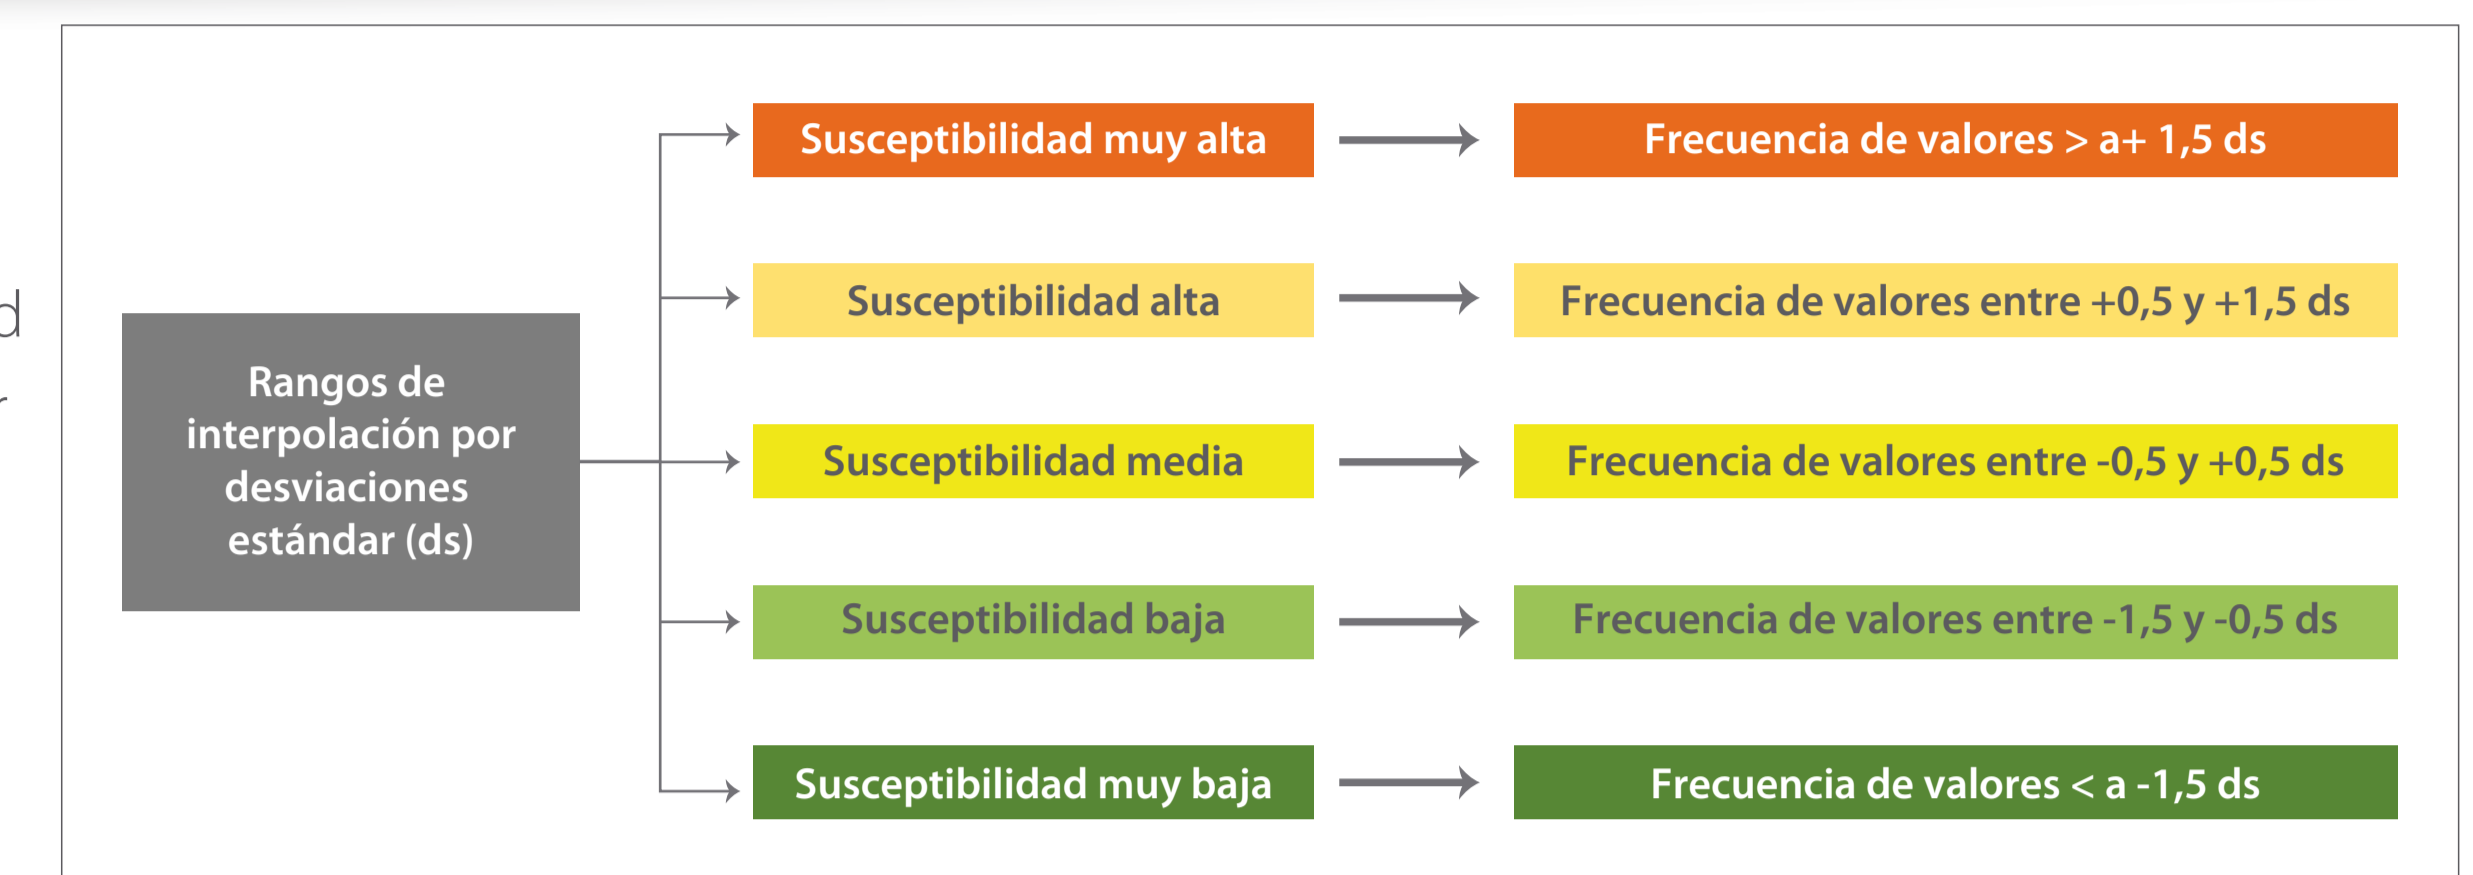 Rangos de
interpolación por
desviaciones
estándar (ds)
Susceptibilidad muy alta
Frecuencia de valores > a+ 1,5 ds
Susceptibilidad alta
Frecuencia de valores entre +0,5 y +1,5 ds
Susceptibilidad media
Frecuencia de valores entre -0,5 y +0,5 ds
Susceptibilidad baja
Frecuencia de valores entre -1,5 y -0,5 ds
Susceptibilidad muy baja
Frecuencia de valores < a -1,5 ds